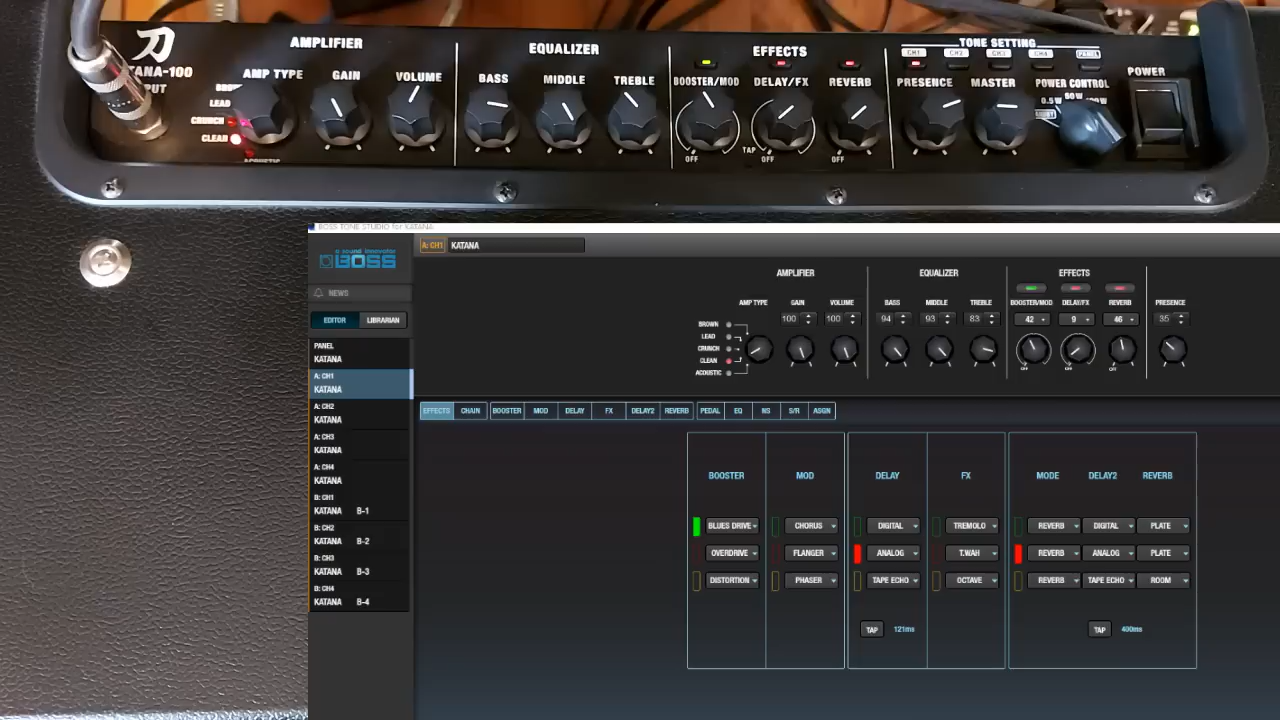 刀
TANA-100
PUT
AMPLIFIER
AMP TYPE
GAIN
VOLUME
LEAD
CRUNCH
CLEAN
ACOUSTIC
EQUALIZER
BASS
MIDDLE
TREBLE
EFFECTS
BOOSTER/MOD
DELAY/FX
REVERB
OFF
TAP
OFF
OFF
TONE SETTING
CH1
CH2
CH3
CH4
PANEL
PRESENCE
MASTER
POWER CONTROL
0.5W
50W
POWER
BOSS TONE STUDIO for KATANA
a sound innovator
BOSS
NEWS
EDITOR
LIBRARIAN
PANEL
KATANA
A: CH1
KATANA
A: CH2
KATANA
A: CH3
KATANA
A: CH4
KATANA
B: CH1
KATANA B-1
B: CH2
KATANA B-2
B: CH3
KATANA B-3
B: CH4
KATANA B-4
A: CH1 KATANA
AMPLIFIER
EQUALIZER
EFFECTS
AMP TYPE
GAIN
VOLUME
BASS
MIDDLE
TREBLE
BOOSTER/MOD
DELAY/FX
REVERB
PRESENCE
100
100
94
93
83
42
9
46
35
BROWN
LEAD
CRUNCH
CLEAN
ACOUSTIC
OFF
OFF
OFF
EFFECTS
CHAIN
BOOSTER
MOD
DELAY
FX
DELAY2
REVERB
PEDAL
EQ
NS
S/R
ASGN
BOOSTER
MOD
DELAY
FX
MODE
DELAY2
REVERB
BLUES DRIVE
CHORUS
DIGITAL
TREMOLO
REVERB
DIGITAL
PLATE
OVERDRIVE
FLANGER
ANALOG
T.WAH
REVERB
ANALOG
PLATE
DISTORTION
PHASER
TAPE ECHO
OCTAVE
REVERB
TAPE ECHO
ROOM
TAP
121ms
TAP
400ms